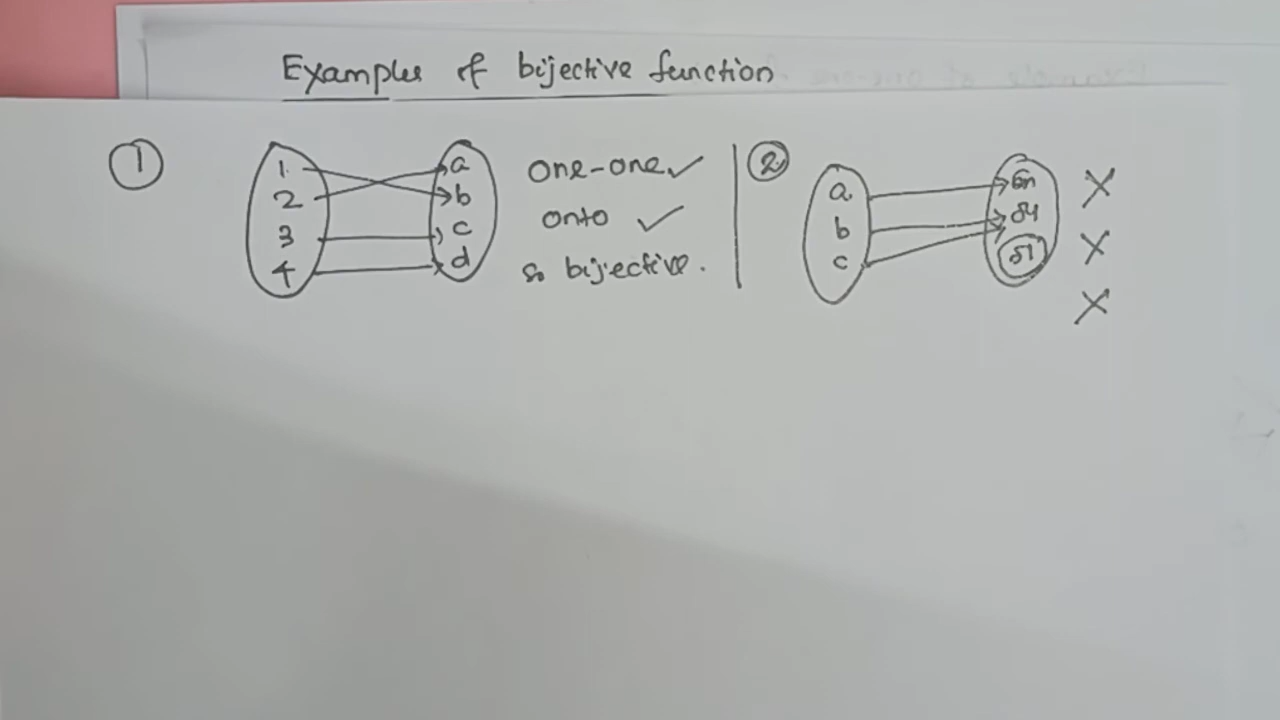 Examples of bijective function
1
1
2
3
4
a
b
c
d
one-one ✓
onto ✓
so bijective.
2
a
b
c
X
X
X